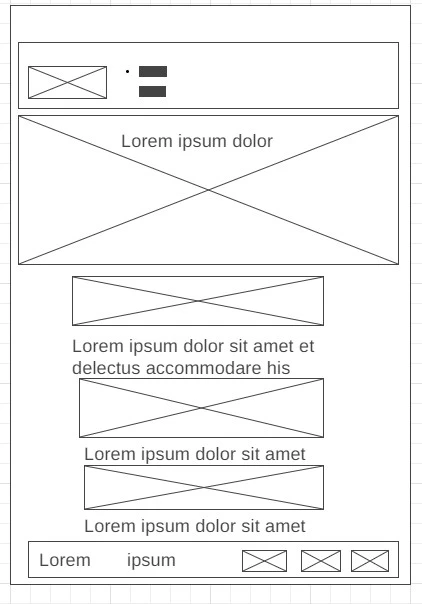 Lorem ipsum dolor
Lorem ipsum dolor sit amet et
delectus accommodare his
Lorem ipsum dolor sit amet
Lorem ipsum dolor sit amet
Lorem ipsum